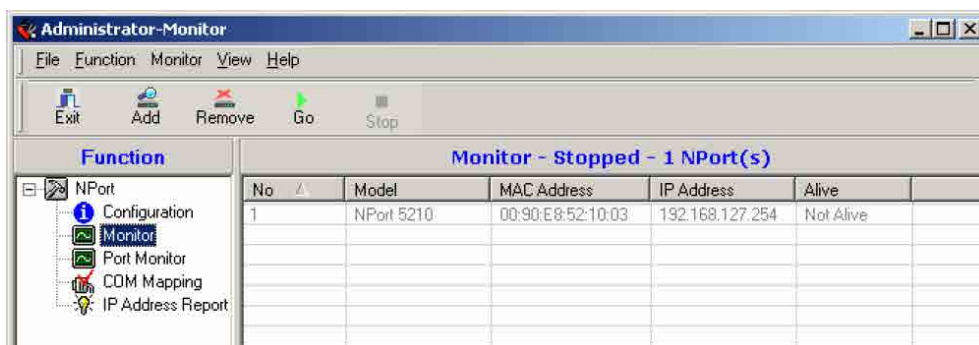 Administrator-Monitor
File Function Monitor View Help
Exit Add Remove Go Stop
Function
Monitor - Stopped - 1 NPort(s)
NPort
Configuration
Monitor
Port Monitor
COM Mapping
IP Address Report
No Model MAC Address IP Address Alive
1 NPort 5210 00:90:E8:52:10:03 192.168.127.254 Not Alive